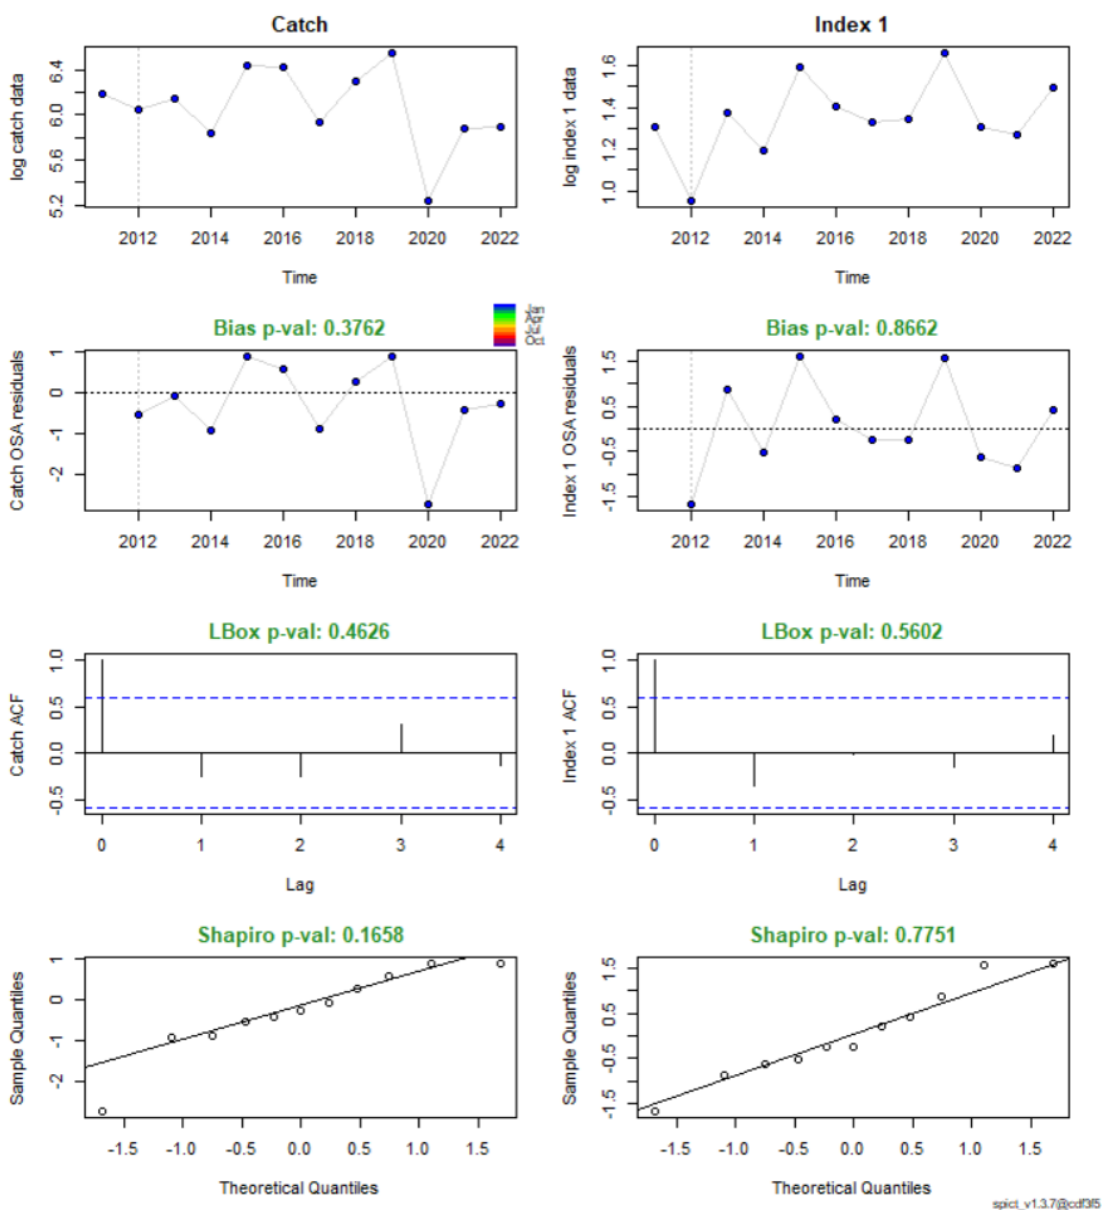 Catch
log catch data
5.2 5.6 6.0 6.4
2012 2014 2016 2018 2020 2022
Time
Index 1
log index 1 data
1.0 1.2 1.4 1.6
2012 2014 2016 2018 2020 2022
Time
Bias p-val: 0.3762
Catch OSA residuals
-2 -1 0 1
2012 2014 2016 2018 2020 2022
Time
Bias p-val: 0.8662
Index 1 OSA residuals
-1.5 -0.5 0.5 1.5
2012 2014 2016 2018 2020 2022
Time
LBox p-val: 0.4626
Catch ACF
-0.5 0.0 0.5 1.0
0 1 2 3 4
Lag
LBox p-val: 0.5602
Index 1 ACF
-0.5 0.0 0.5 1.0
0 1 2 3 4
Lag
Shapiro p-val: 0.1658
Sample Quantiles
-2 -1 0 1
-1.5 -1.0 -0.5 0.0 0.5 1.0 1.5
Theoretical Quantiles
Shapiro p-val: 0.7751
Sample Quantiles
-1.5 -0.5 0.5 1.5
-1.5 -1.0 -0.5 0.0 0.5 1.0 1.5
Theoretical Quantiles
spict_v1.3.7@cdf3f5